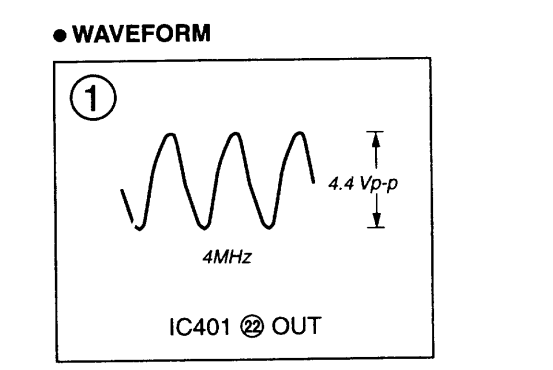 ● WAVEFORM
①
4.4 Vp-p
4MHz
IC401 ㉒ OUT